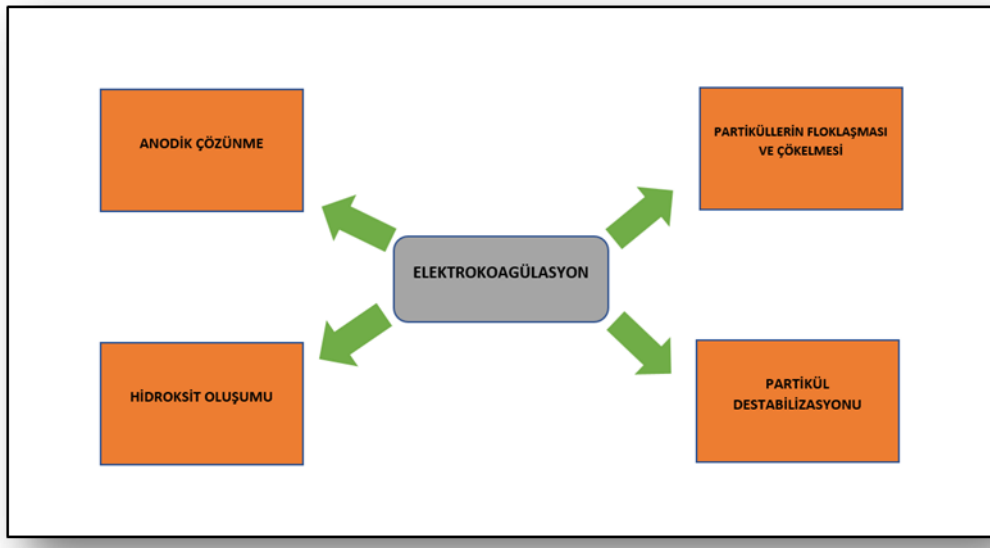 ANODİK ÇÖZÜNME
PARTİKÜLLERİN FLOKLAŞMASI
VE ÇÖKELMESİ
ELEKTROKOAGÜLASYON
HİDROKSİT OLUŞUMU
PARTİKÜL
DESTABİLİZASYONU